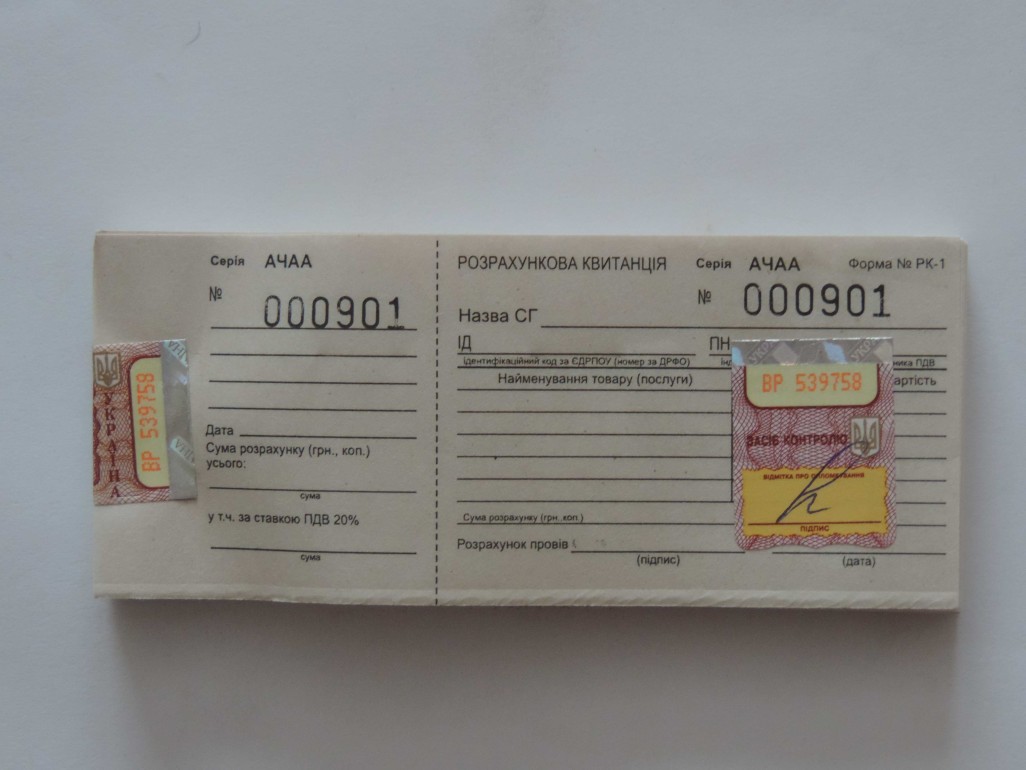 Серія АЧАА
№ 000901
Дата
Сума розрахунку (грн., коп.)
усього:
сума
у т.ч. за ставкою ПДВ 20%
сума
УКРАЇНА
ВР 539758
РОЗРАХУНКОВА КВИТАНЦІЯ Серія АЧАА Форма № РК-1
№ 000901
Назва СГ
ІД ПН
ідентифікаційний код за ЄДРПОУ (номер за ДРФО) ПДВ
Найменування товару (послуги)
Сума розрахунку (грн.,коп.)
Розрахунок провів
(підпис) (дата)
ВР 539758
ЗАСІБ КОНТРОЛЮ
ВІДМІТКА ПРО ОПЛОМБУВАННЯ
ПІДПИС